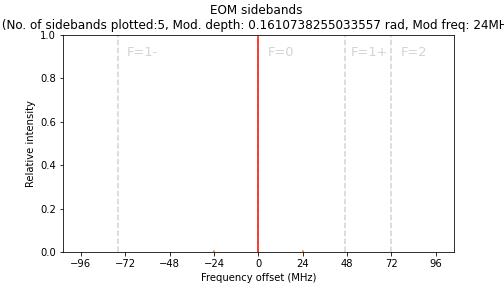 EOM sidebands
(No. of sidebands plotted:5, Mod. depth: 0.1610738255033557 rad, Mod freq: 24MH
1.0
F=1- F=0 F=1+ F=2
0.8
0.6
0.4
0.2
0.0
Relative intensity
−96 −72 −48 −24 0 24 48 72 96
Frequency offset (MHz)